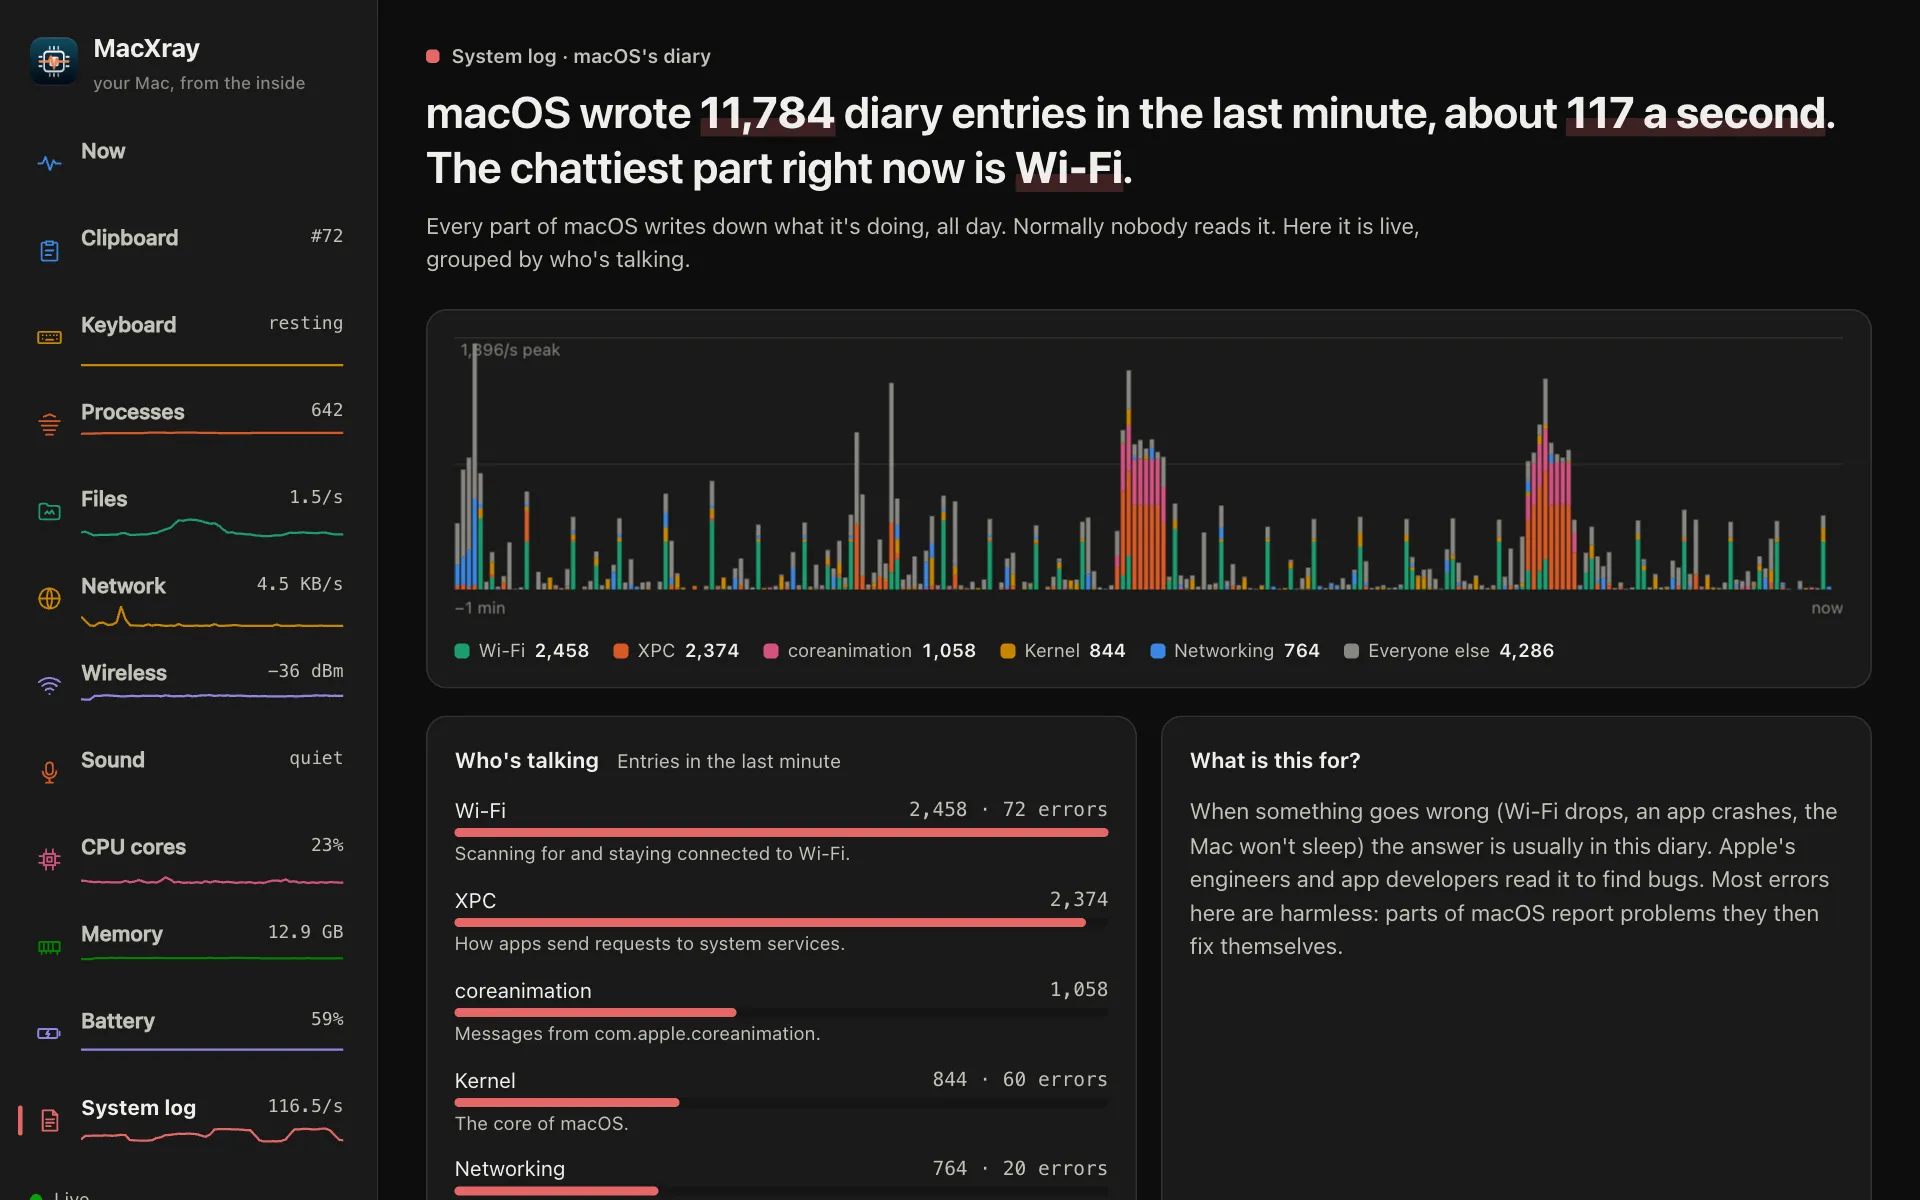 MacXray
your Mac, from the inside
Now
Clipboard #72
Keyboard resting
Processes 642
Files 1.5/s
Network 4.5 KB/s
Wireless −36 dBm
Sound quiet
CPU cores 23%
Memory 12.9 GB
Battery 59%
System log 116.5/s
Live
System log · macOS's diary
macOS wrote 11,784 diary entries in the last minute, about 117 a second.
The chattiest part right now is Wi-Fi.
Every part of macOS writes down what it's doing, all day. Normally nobody reads it. Here it is live,
grouped by who's talking.
1,896/s peak
−1 min now
Wi-Fi 2,458 XPC 2,374 coreanimation 1,058 Kernel 844 Networking 764 Everyone else 4,286
Who's talking Entries in the last minute
Wi-Fi 2,458 · 72 errors
Scanning for and staying connected to Wi-Fi.
XPC 2,374
How apps send requests to system services.
coreanimation 1,058
Messages from com.apple.coreanimation.
Kernel 844 · 60 errors
The core of macOS.
Networking 764 · 20 errors
What is this for?
When something goes wrong (Wi-Fi drops, an app crashes, the
Mac won't sleep) the answer is usually in this diary. Apple's
engineers and app developers read it to find bugs. Most errors
here are harmless: parts of macOS report problems they then
fix themselves.